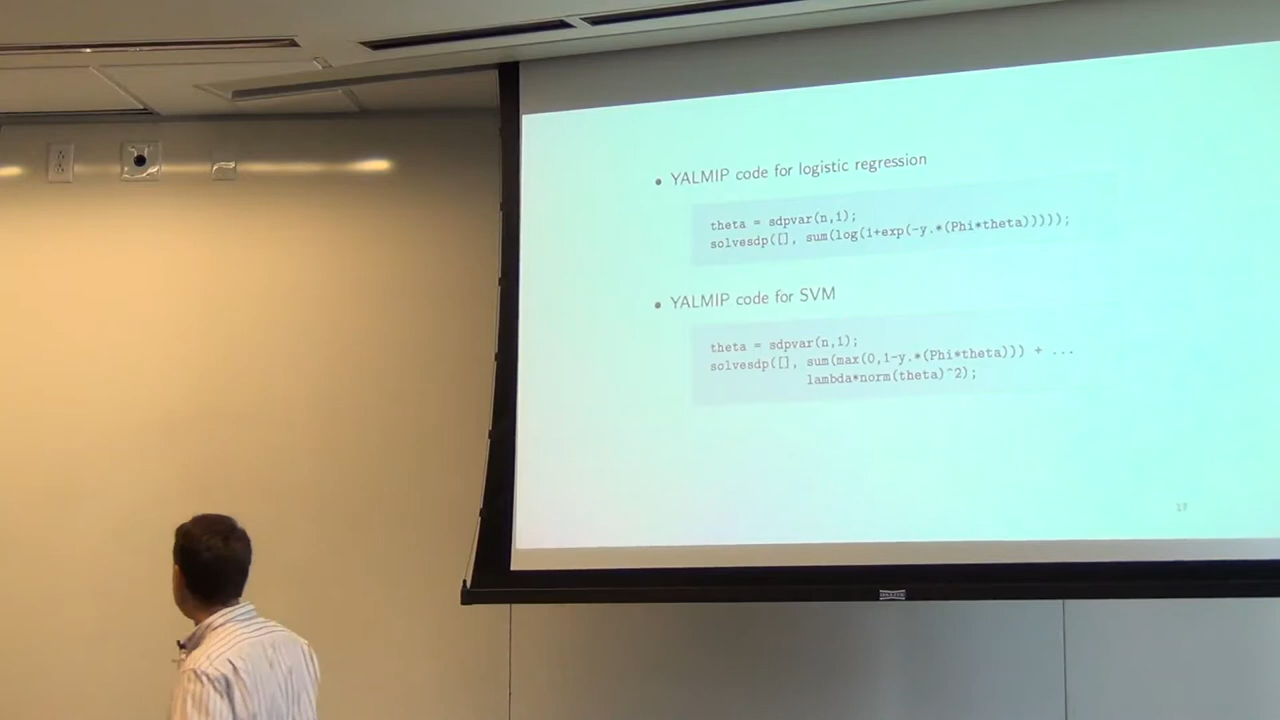 • YALMIP code for logistic regression
theta = sdpvar(n,1);
solvesdp([], sum(log(1+exp(-y.*(Phi*theta)))));
• YALMIP code for SVM
theta = sdpvar(n,1);
solvesdp([], sum(max(0,1-y.*(Phi*theta))) + ...
lambda*norm(theta)^2);